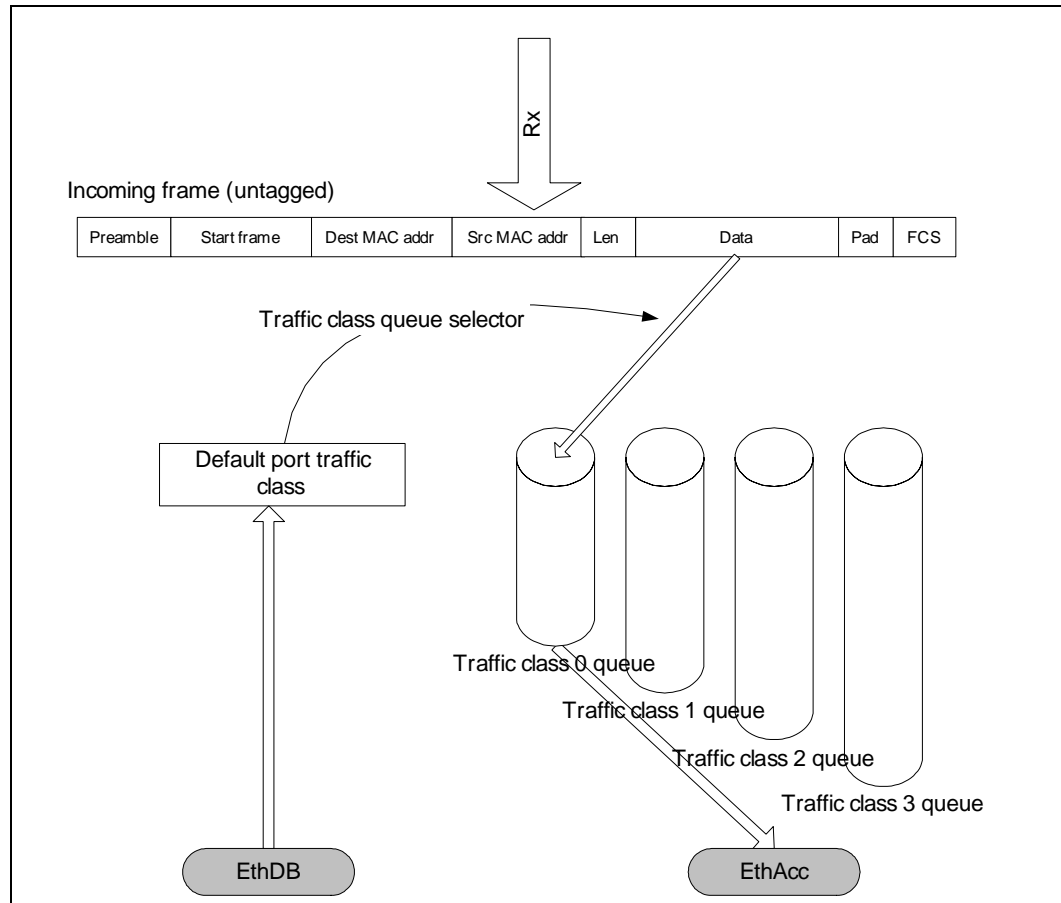 Rx
Incoming frame (untagged)
Preamble
Start frame
Dest MAC addr
Src MAC addr
Len
Data
Pad
FCS
Traffic class queue selector
Default port traffic
class
Traffic class 0 queue
Traffic class 1 queue
Traffic class 2 queue
Traffic class 3 queue
EthDB
EthAcc